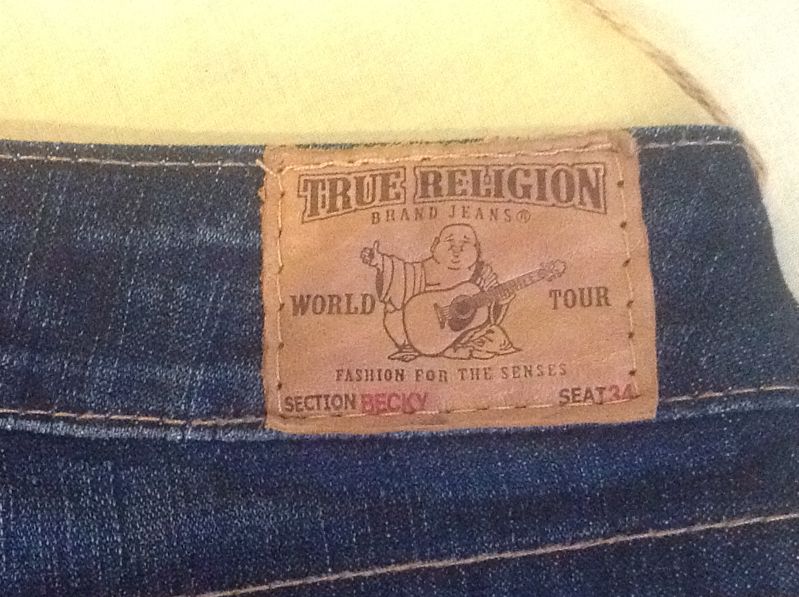 TRUE RELIGION
BRAND JEANS®
WORLD TOUR
FASHION FOR THE SENSES
SECTION BECKY SEAT 34